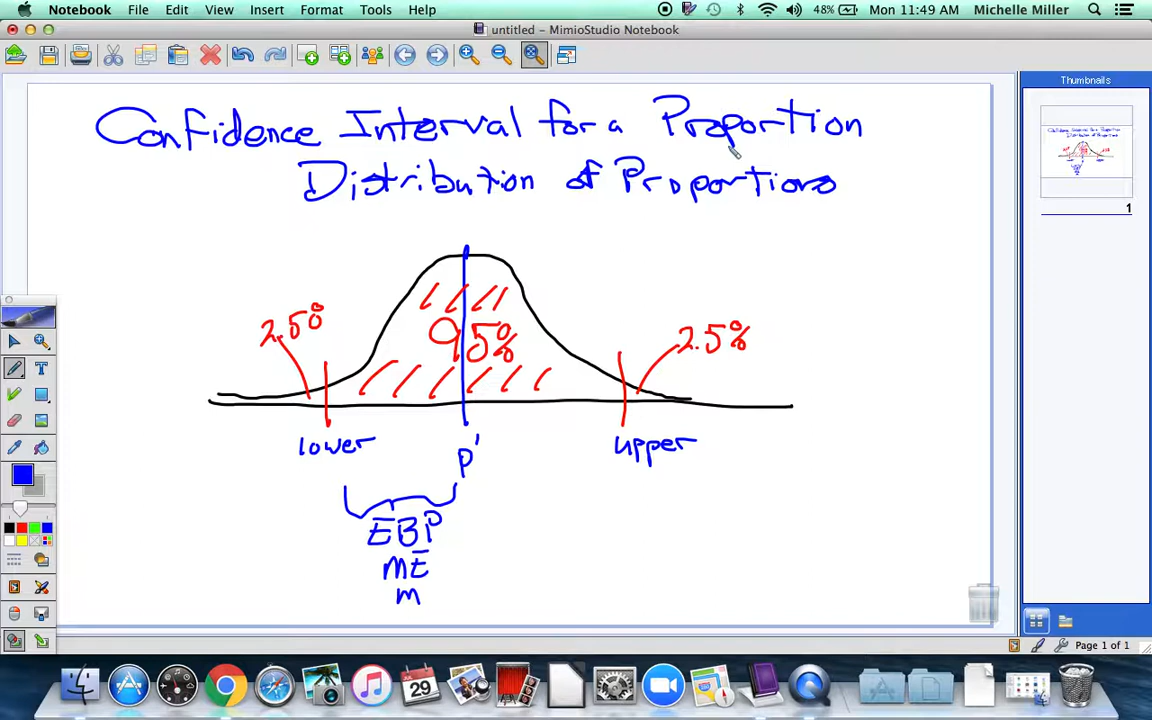 Notebook File Edit View Insert Format Tools Help 48% Mon 11:49 AM Michelle Miller
untitled - MimioStudio Notebook
Thumbnails
Confidence Interval for a Proportion
Distribution of Proportions
2.5%
95%
2.5%
lower
p'
upper
EBP
mE
m
1
JUL
29
Page 1 of 1